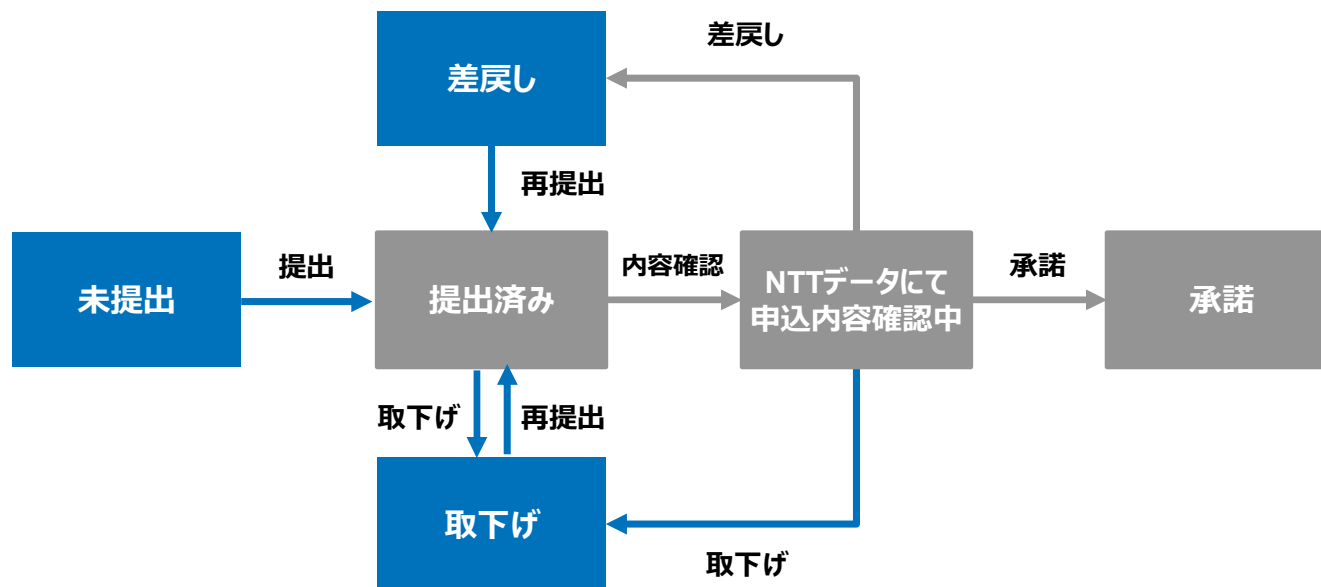 差戻し
差戻し
再提出
未提出
提出
提出済み
内容確認
NTTデータにて
申込内容確認中
承諾
承諾
取下げ
再提出
取下げ
取下げ